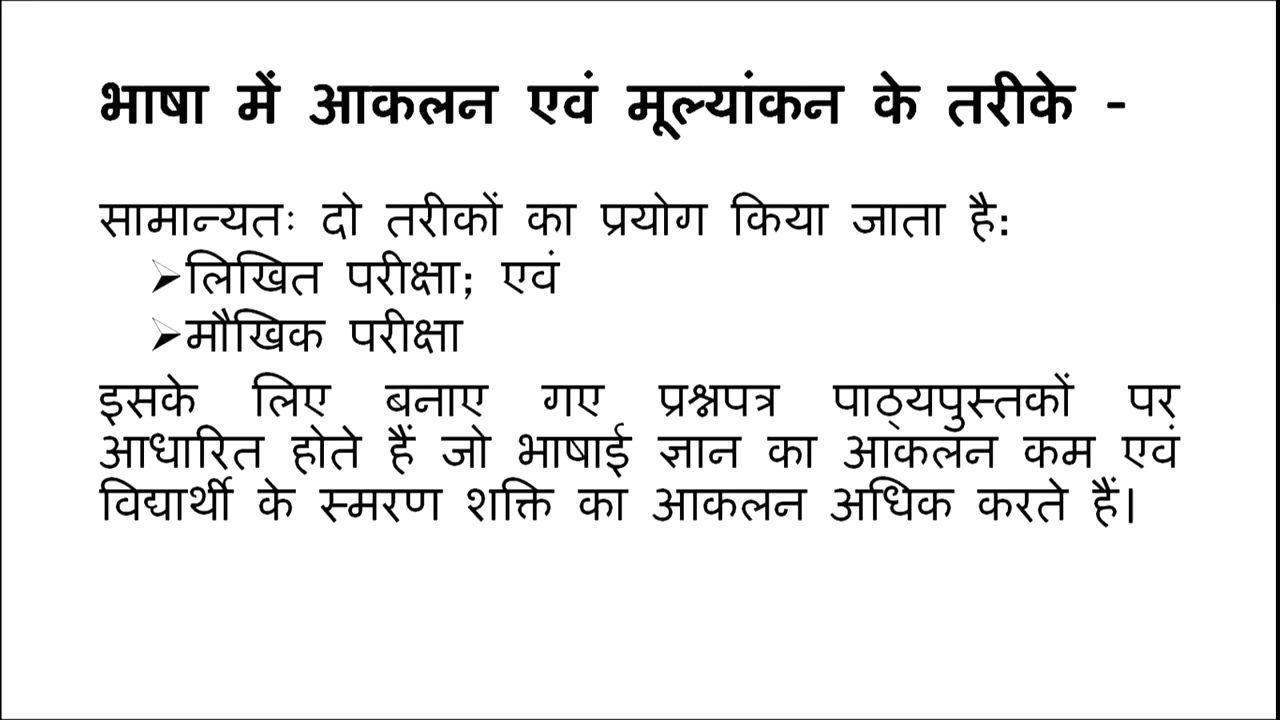 भाषा में आकलन एवं मूल्यांकन के तरीके -
सामान्यतः दो तरीकों का प्रयोग किया जाता है:
➢लिखित परीक्षा; एवं
➢मौखिक परीक्षा
इसके लिए बनाए गए प्रश्नपत्र पाठ्यपुस्तकों पर
आधारित होते हैं जो भाषाई ज्ञान का आकलन कम एवं
विद्यार्थी के स्मरण शक्ति का आकलन अधिक करते हैं।